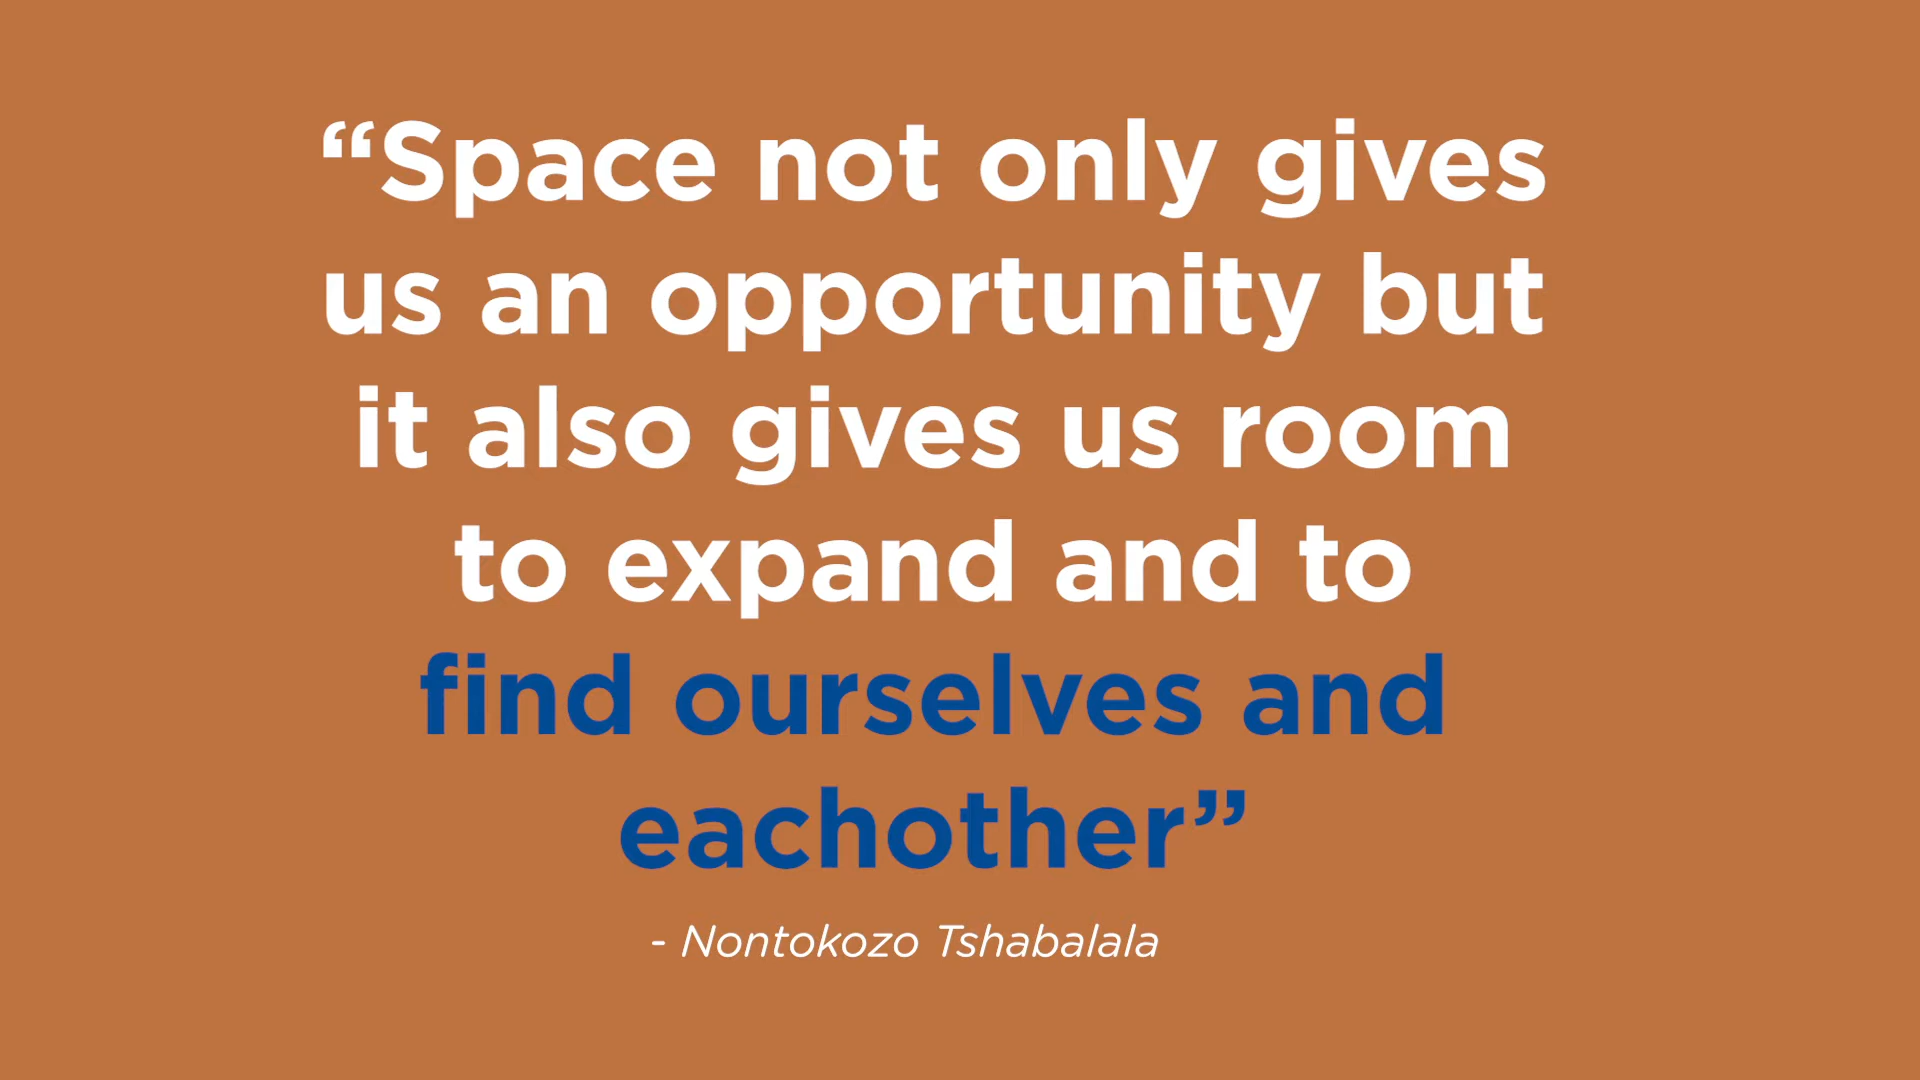 “Space not only gives
us an opportunity but
it also gives us room
to expand and to
find ourselves and
eachother”
- Nontokozo Tshabalala